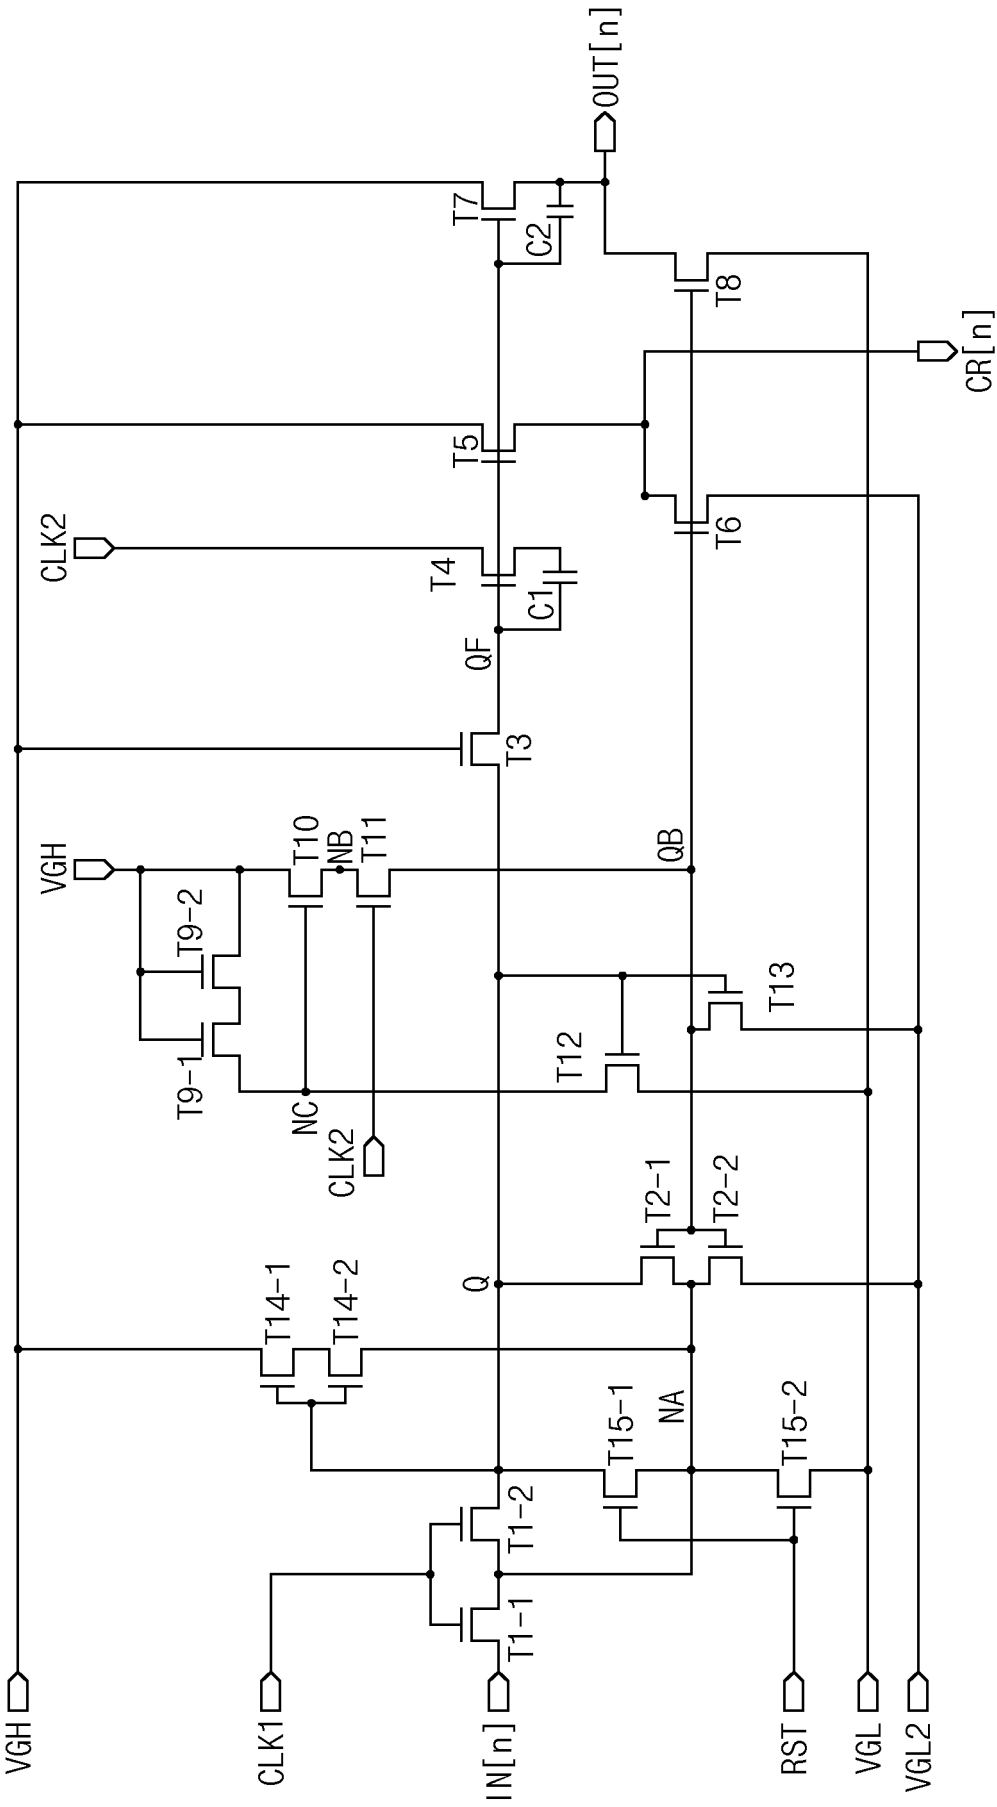 VGH
VGH
CLK2
T9-1
T9-2
CLK1
T14-1
NC
T10
T14-2
CLK2
NB
T11
T4
T5
T7
Q
QF
IN[n]
T1-1
T1-2
T3
C1
C2
T12
OUT[n]
T15-1
T2-1
NA
QB
T2-2
T6
T8
T13
RST
T15-2
VGL
VGL2
CR[n]